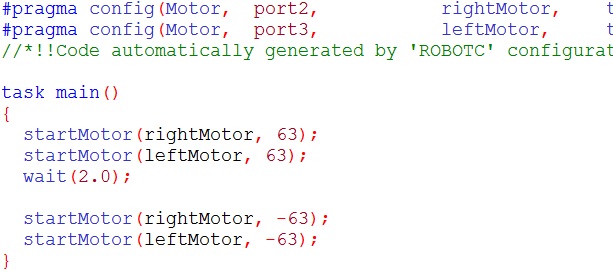 #pragma config(Motor,  port2,           rightMotor,    t
#pragma config(Motor,  port3,           leftMotor,     t
//*!!Code automatically generated by 'ROBOTC' configurat
task main()
{
  startMotor(rightMotor, 63);
  startMotor(leftMotor, 63);
  wait(2.0);
  startMotor(rightMotor, -63);
  startMotor(leftMotor, -63);
}